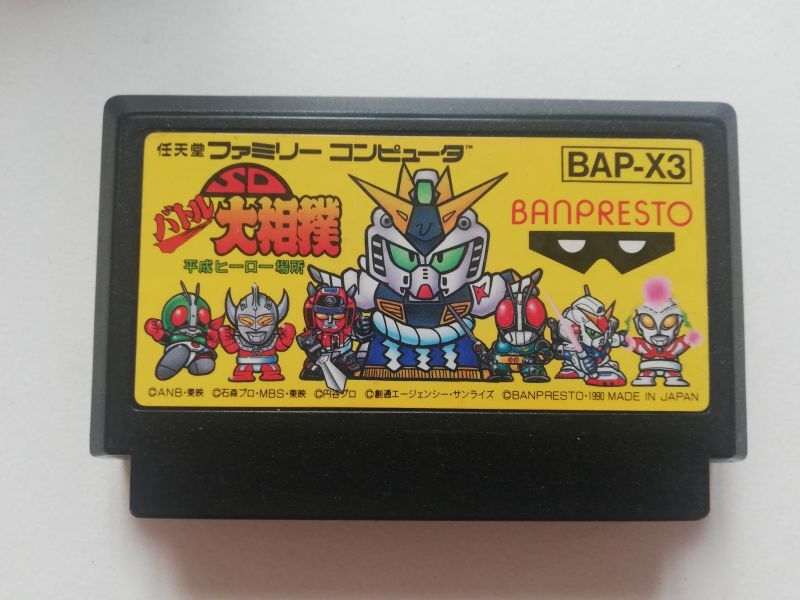 任天堂 ファミリー コンピュータ™
BAP-X3
SD
バトル
大相撲
平成ヒーロー場所
BANPRESTO
©ANB・東映 ©石森プロ・MBS・東映 ©円谷プロ ©創通エージェンシー・サンライズ ©BANPRESTO・1990 MADE IN JAPAN